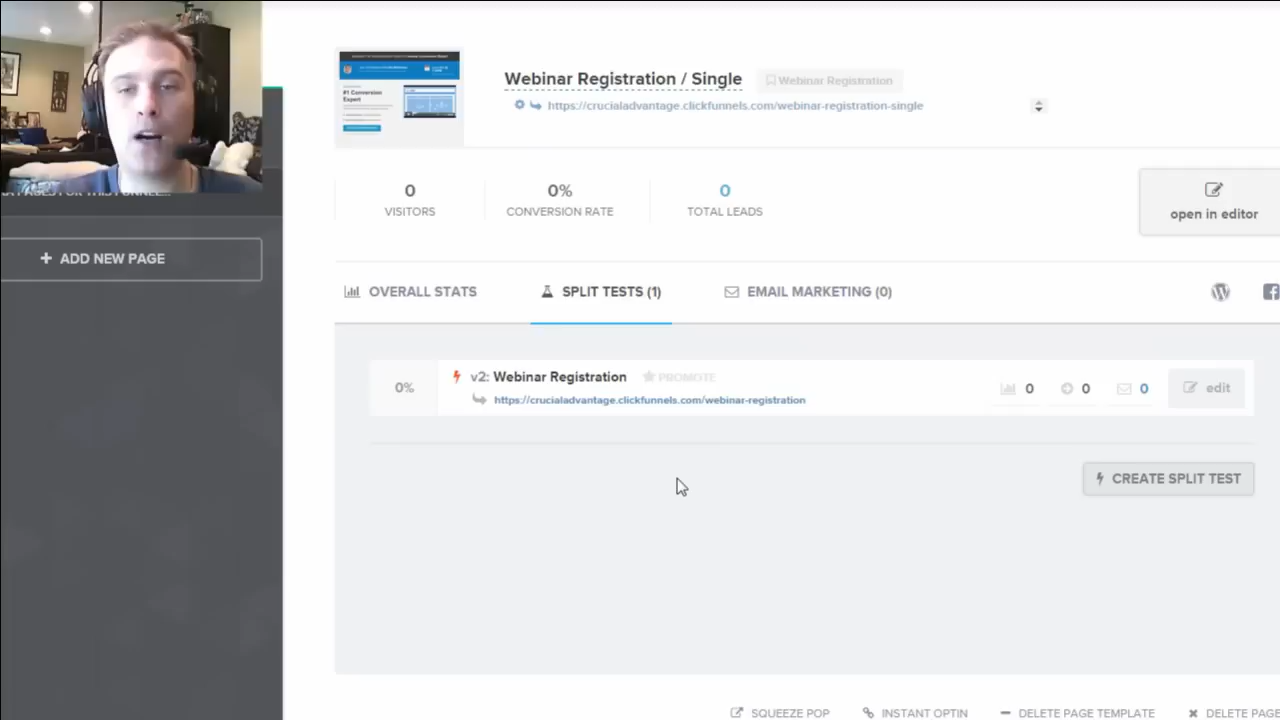 Webinar Registration / Single
Webinar Registration
https://crucialadvantage.clickfunnels.com/webinar-registration-single
#1 Conversion
Expert
0
VISITORS
0%
CONVERSION RATE
0
TOTAL LEADS
open in editor
+ ADD NEW PAGE
OVERALL STATS
SPLIT TESTS (1)
EMAIL MARKETING (0)
0%
v2: Webinar Registration
PROMOTE
https://crucialadvantage.clickfunnels.com/webinar-registration
0
0
0
edit
CREATE SPLIT TEST
SQUEEZE POP
INSTANT OPTIN
DELETE PAGE TEMPLATE
DELETE PAGE